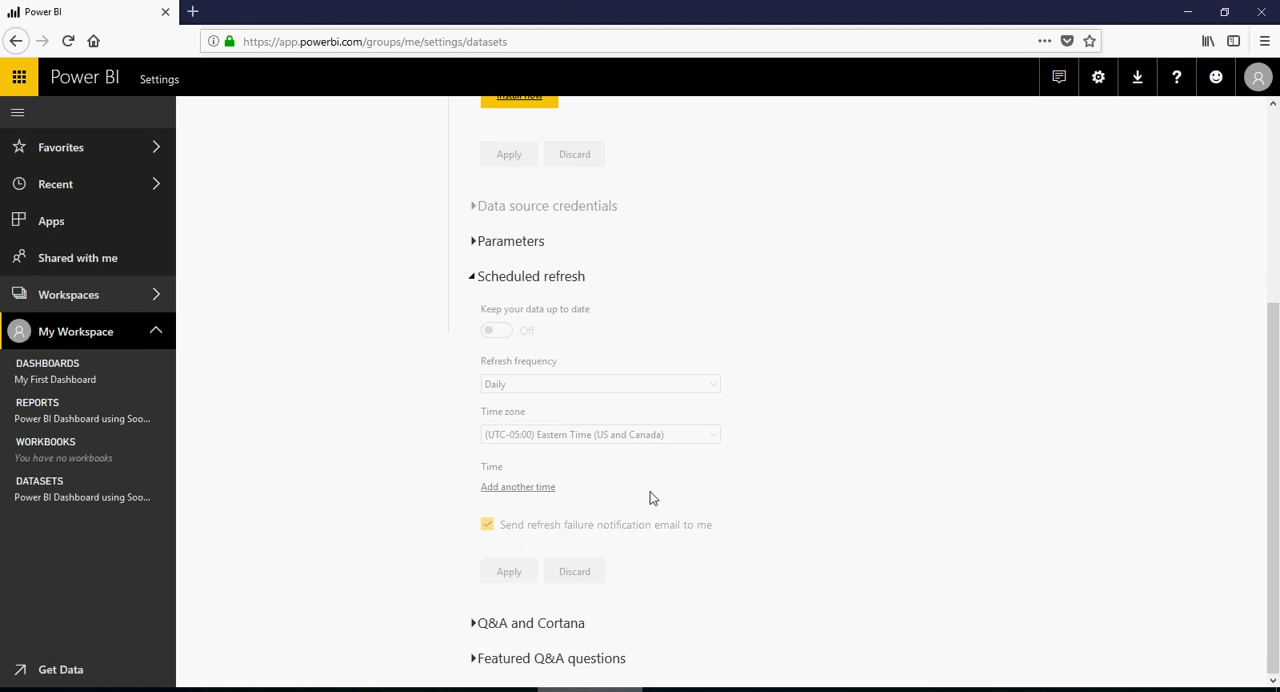 Power BI
https://app.powerbi.com/groups/me/settings/datasets
Power BI Settings
Favorites
Recent
Apps
Shared with me
Workspaces
My Workspace
DASHBOARDS
My First Dashboard
REPORTS
Power BI Dashboard using Soo...
WORKBOOKS
You have no workbooks
DATASETS
Power BI Dashboard using Soo...
Get Data
Install now
Apply Discard
Data source credentials
Parameters
Scheduled refresh
Keep your data up to date
Off
Refresh frequency
Daily
Time zone
(UTC-05:00) Eastern Time (US and Canada)
Time
Add another time
Send refresh failure notification email to me
Apply Discard
Q&A and Cortana
Featured Q&A questions